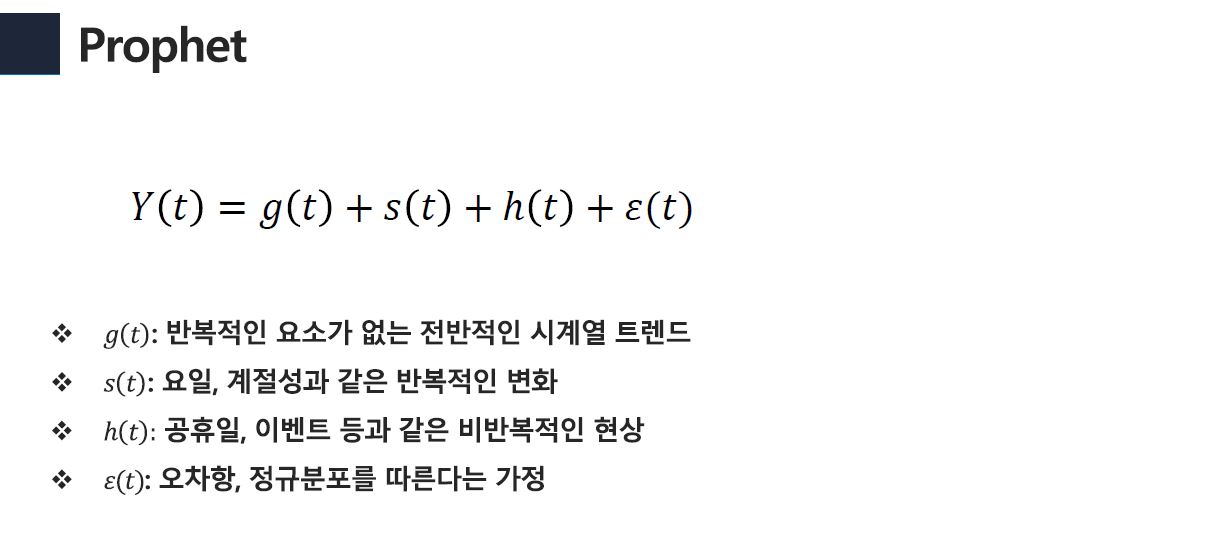 Prophet
Y(t) = g(t) + s(t) + h(t) + ε(t)
❖ g(t): 반복적인 요소가 없는 전반적인 시계열 트렌드
❖ s(t): 요일, 계절성과 같은 반복적인 변화
❖ h(t): 공휴일, 이벤트 등과 같은 비반복적인 현상
❖ ε(t): 오차항, 정규분포를 따른다는 가정